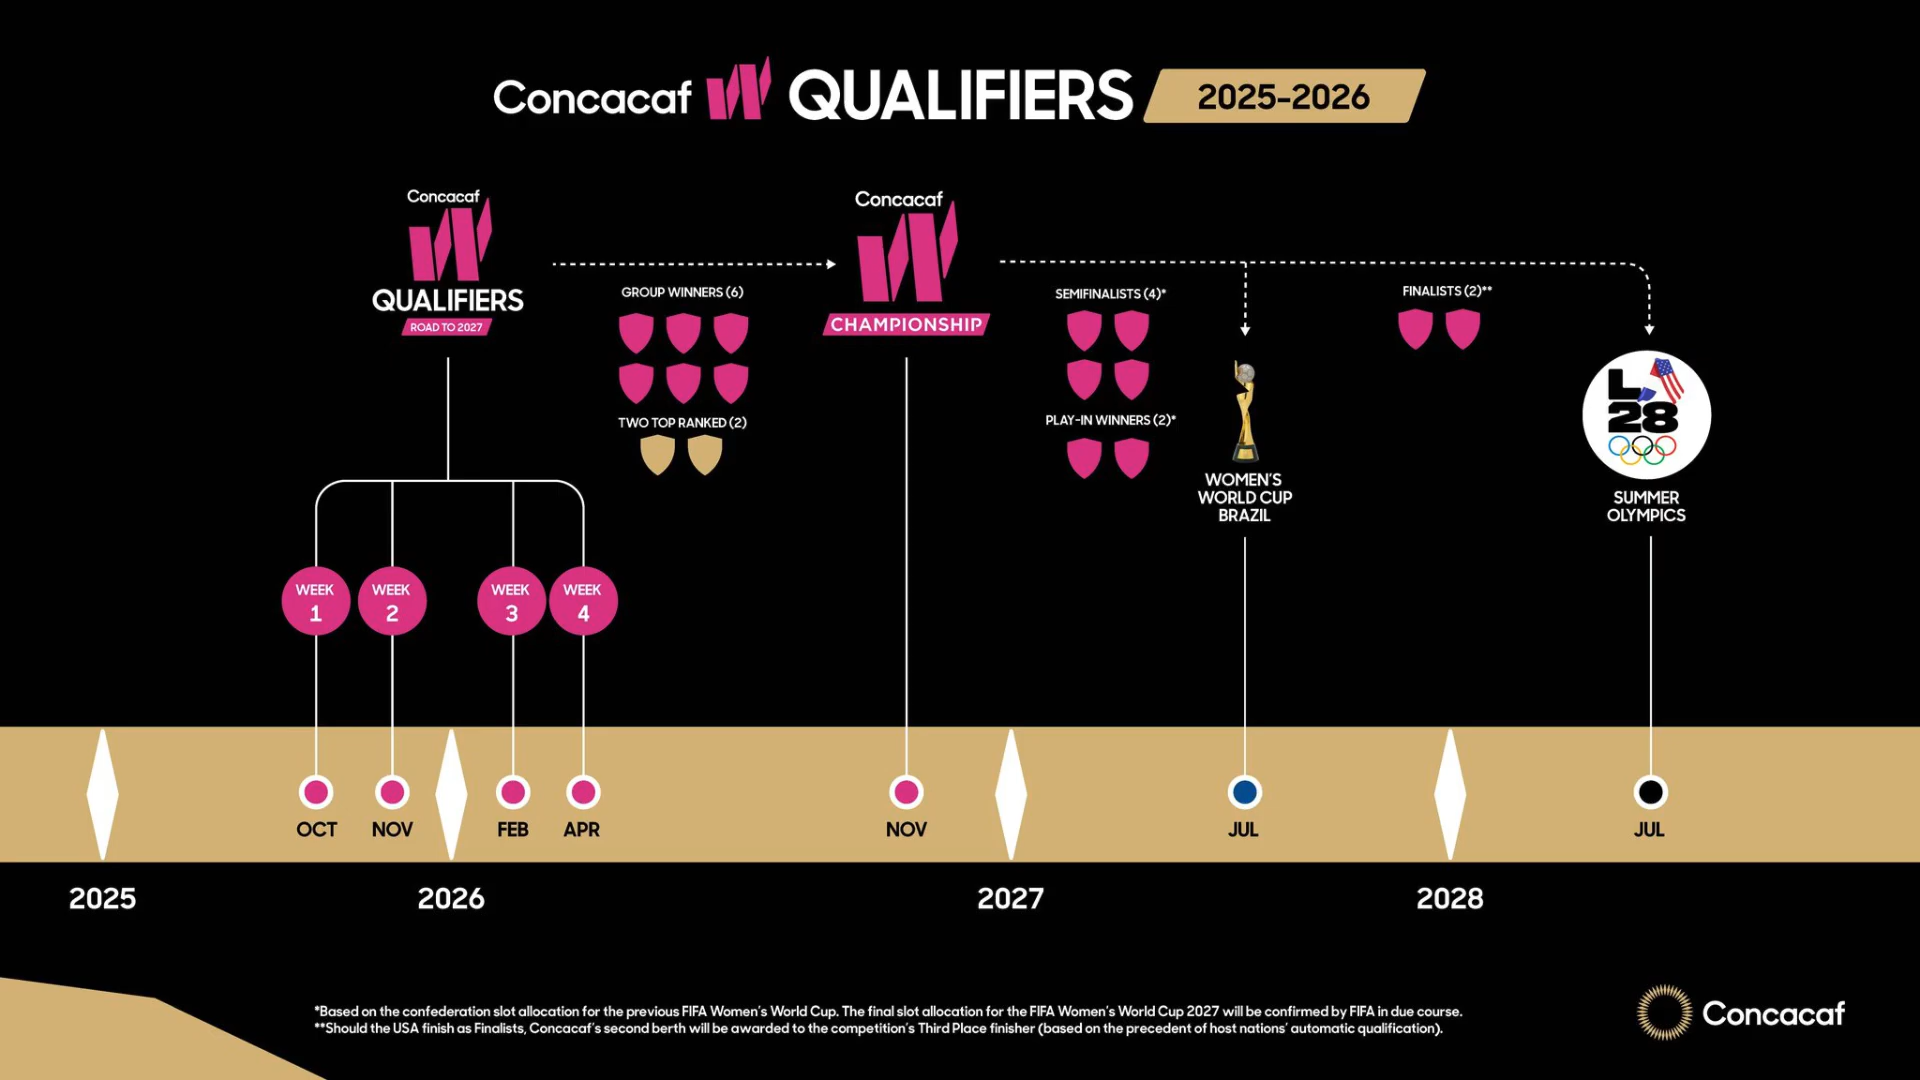 Concacaf W QUALIFIERS 2025-2026
Concacaf
W
QUALIFIERS
ROAD TO 2027
GROUP WINNERS (6)
TWO TOP RANKED (2)
Concacaf
W
CHAMPIONSHIP
SEMIFINALISTS (4)*
PLAY-IN WINNERS (2)*
WOMEN'S
WORLD CUP
BRAZIL
FINALISTS (2)**
LA
28
SUMMER
OLYMPICS
WEEK
1
WEEK
2
WEEK
3
WEEK
4
OCT
NOV
FEB
APR
NOV
JUL
JUL
2025
2026
2027
2028
*Based on the confederation slot allocation for the previous FIFA Women's World Cup. The final slot allocation for the FIFA Women's World Cup 2027 will be confirmed by FIFA in due course.
**Should the USA finish as Finalists, Concacaf's second berth will be awarded to the competition's Third Place finisher (based on the precedent of host nations' automatic qualification).
Concacaf